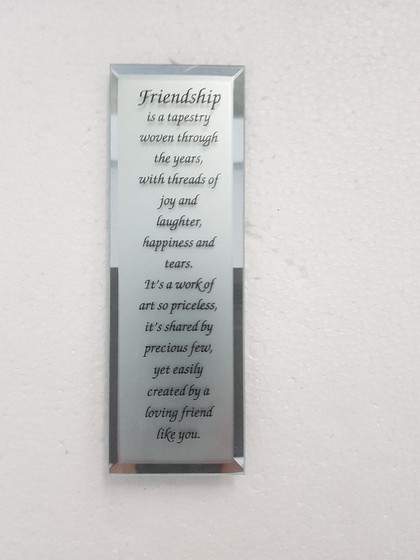 Friendship
is a tapestry
woven through
the years,
with threads of
joy and
laughter,
happiness and
tears.
It's a work of
art so priceless,
it's shared by
precious few,
yet easily
created by a
loving friend
like you.